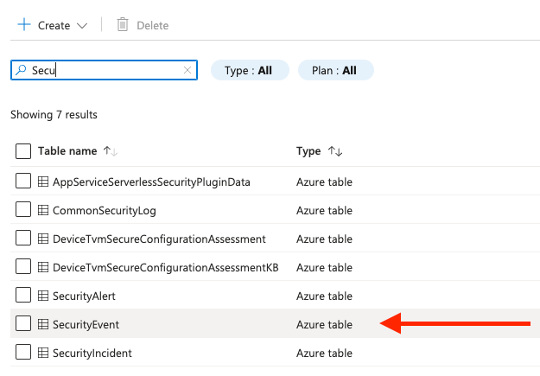 + Create Delete
Secu Type : All Plan : All
Showing 7 results
Table name Type
AppServiceServerlessSecurityPluginData Azure table
CommonSecurityLog Azure table
DeviceTvmSecureConfigurationAssessment Azure table
DeviceTvmSecureConfigurationAssessmentKB Azure table
SecurityAlert Azure table
SecurityEvent Azure table
SecurityIncident Azure table